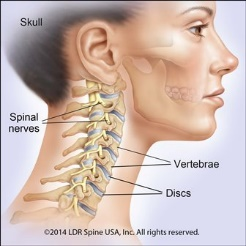 Skull
Spinal
nerves
Vertebrae
Discs
©2014 LDR Spine USA, Inc. All rights reserved.